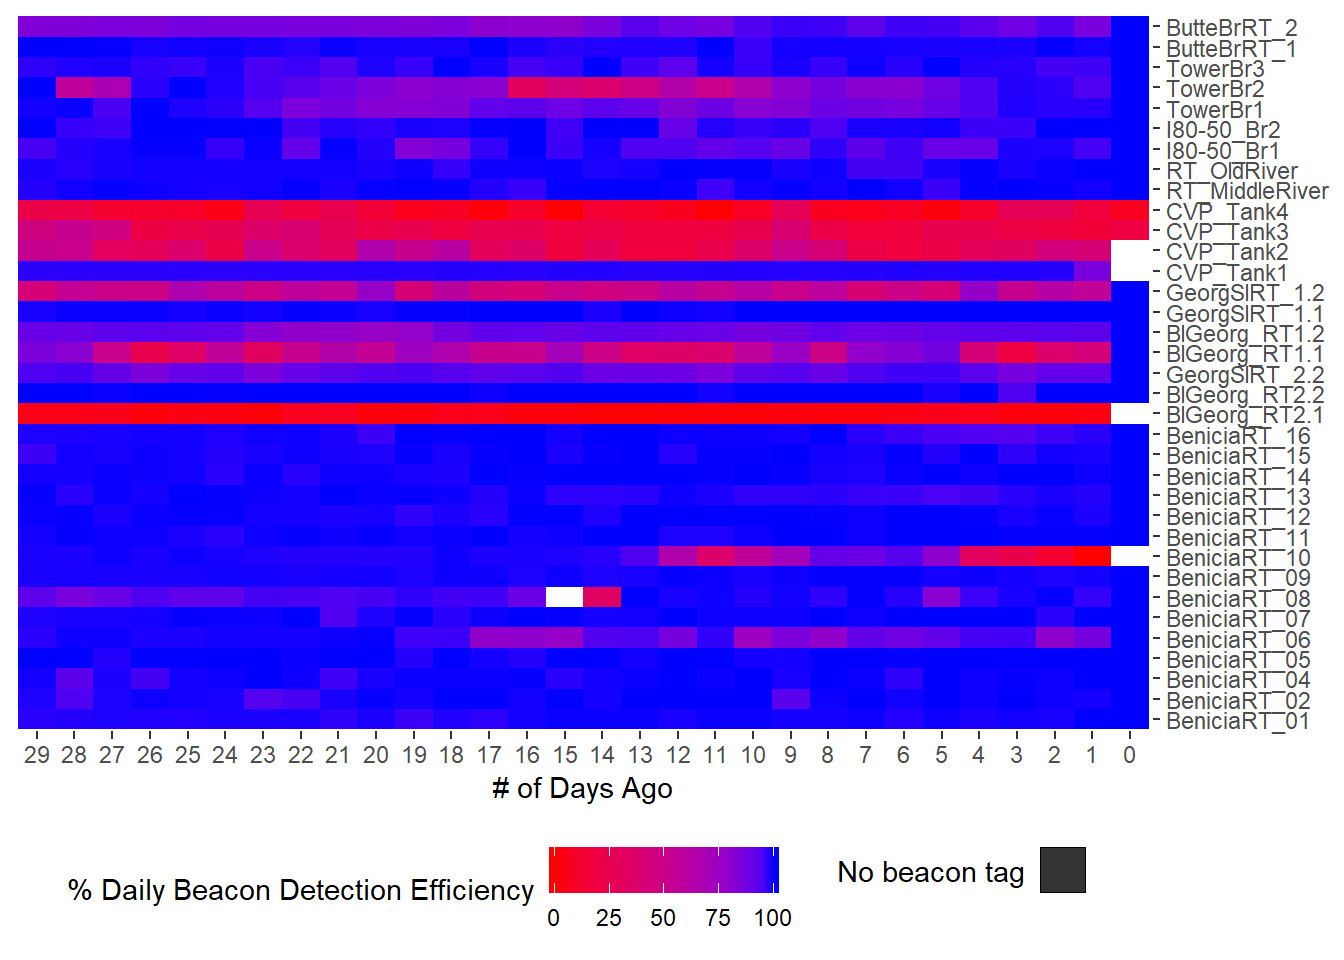 ButteBrRT_2
ButteBrRT_1
TowerBr3
TowerBr2
TowerBr1
I80-50_Br2
I80-50_Br1
RT_OldRiver
RT_MiddleRiver
CVP_Tank4
CVP_Tank3
CVP_Tank2
CVP_Tank1
GeorgSlRT_1.2
GeorgSlRT_1.1
BlGeorg_RT1.2
BlGeorg_RT1.1
GeorgSlRT_2.2
BlGeorg_RT2.2
BlGeorg_RT2.1
BeniciaRT_16
BeniciaRT_15
BeniciaRT_14
BeniciaRT_13
BeniciaRT_12
BeniciaRT_11
BeniciaRT_10
BeniciaRT_09
BeniciaRT_08
BeniciaRT_07
BeniciaRT_06
BeniciaRT_05
BeniciaRT_04
BeniciaRT_02
BeniciaRT_01
29 28 27 26 25 24 23 22 21 20 19 18 17 16 15 14 13 12 11 10 9 8 7 6 5 4 3 2 1 0
# of Days Ago
% Daily Beacon Detection Efficiency
0 25 50 75 100
No beacon tag